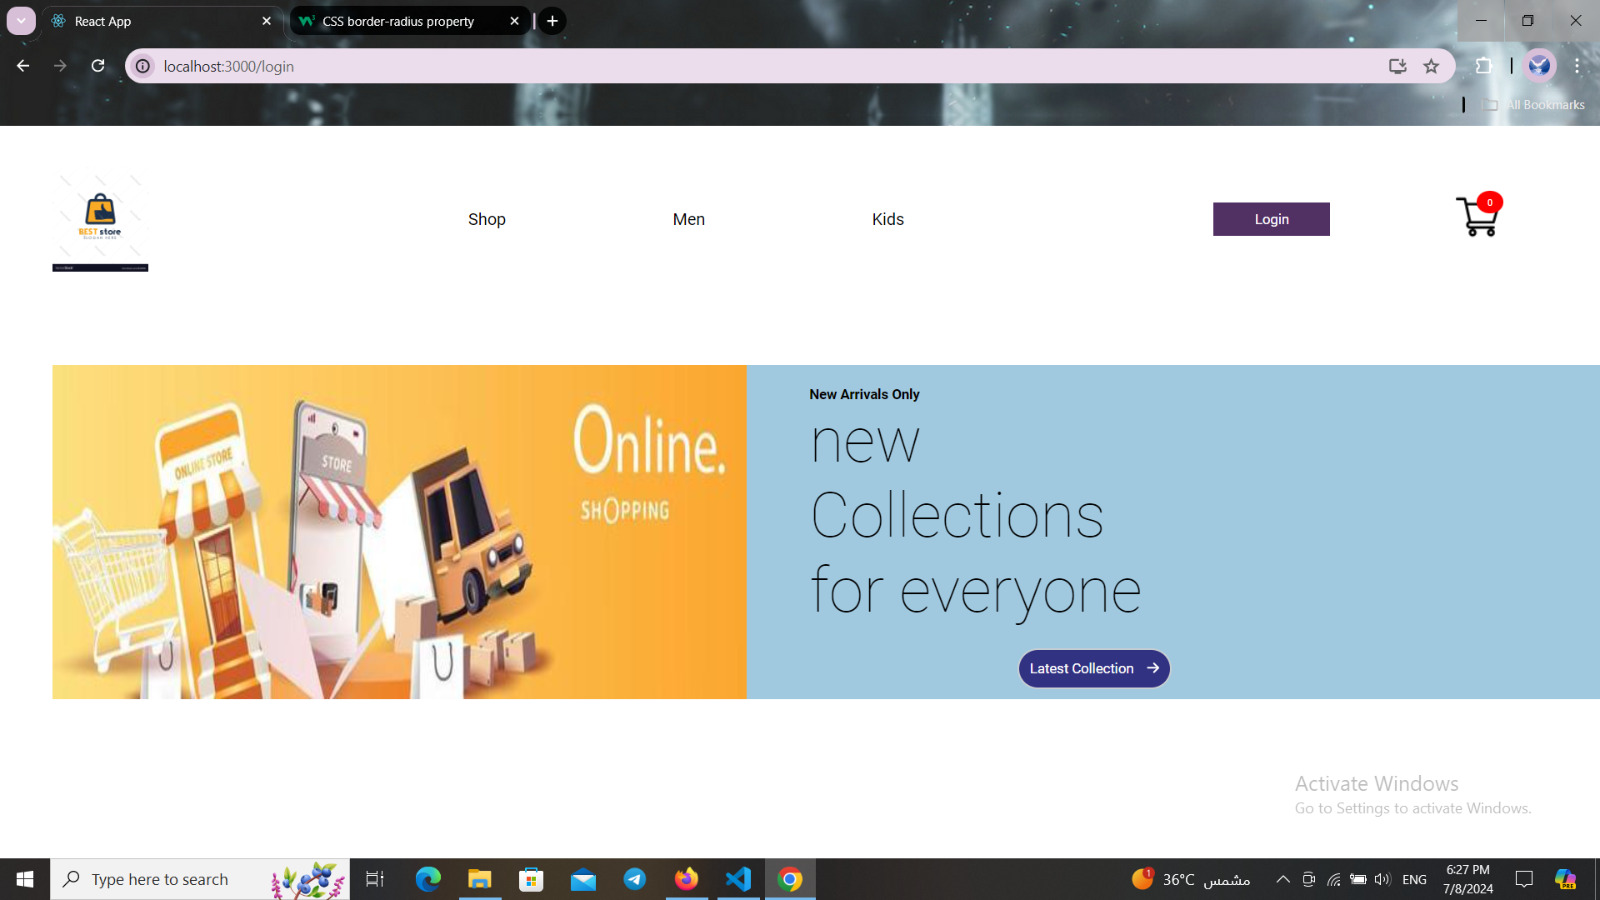 React App
CSS border-radius property
localhost:3000/login
All Bookmarks
BEST store
Shop
Men
Kids
Login
0
ONLINE STORE
STORE
Online.
SHOPPING
New Arrivals Only
new
Collections
for everyone
Latest Collection
Activate Windows
Go to Settings to activate Windows.
Type here to search
1
36°C مشمس
ENG
6:27 PM
7/8/2024
PRE